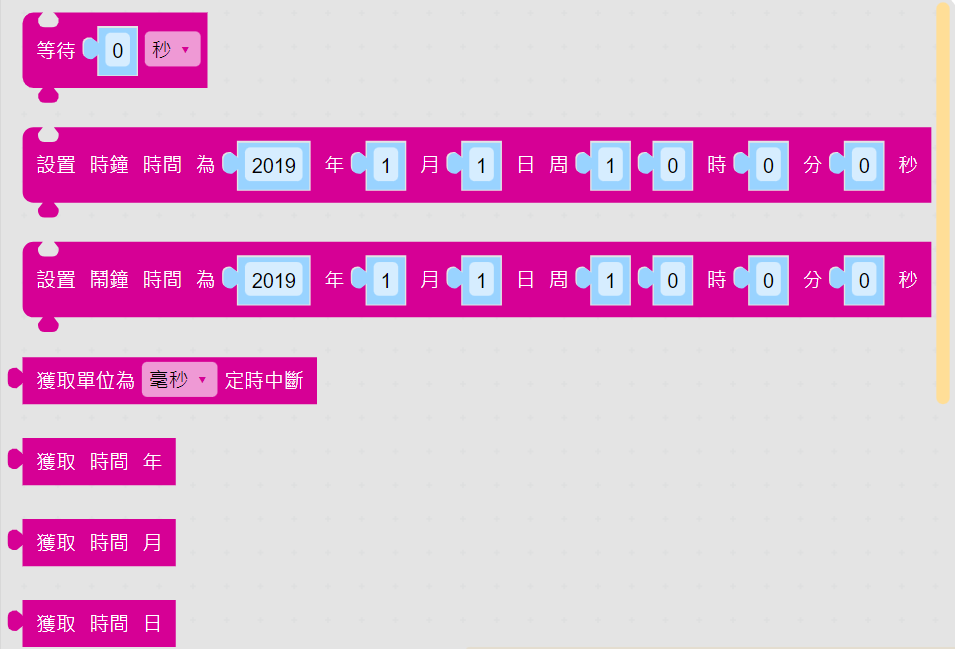 等待 0 秒
設置 時鐘 時間 為 2019 年 1 月 1 日 周 1 0 時 0 分 0 秒
設置 鬧鐘 時間 為 2019 年 1 月 1 日 周 1 0 時 0 分 0 秒
獲取單位為 毫秒 定時中斷
獲取 時間 年
獲取 時間 月
獲取 時間 日